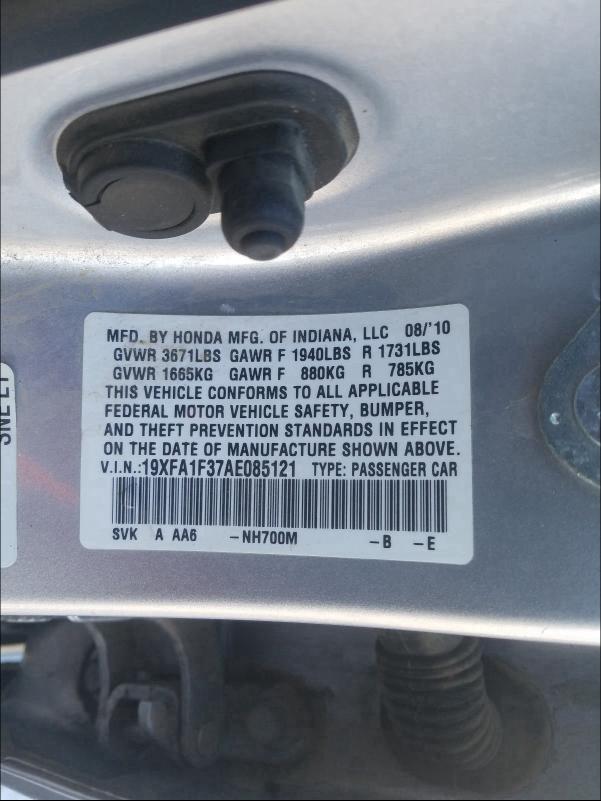 MFD. BY HONDA MFG. OF INDIANA, LLC 08/'10
GVWR 3671LBS GAWR F 1940LBS R 1731LBS
GVWR 1665KG GAWR F 880KG R 785KG
THIS VEHICLE CONFORMS TO ALL APPLICABLE
FEDERAL MOTOR VEHICLE SAFETY, BUMPER,
AND THEFT PREVENTION STANDARDS IN EFFECT
ON THE DATE OF MANUFACTURE SHOWN ABOVE.
V.I.N.:19XFA1F37AE085121 TYPE: PASSENGER CAR
SVK A AA6 -NH700M -B -E